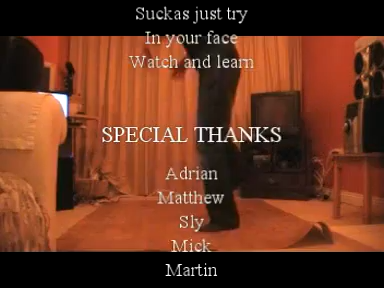 Suckas just try
In your face
Watch and learn
SPECIAL THANKS
Adrian
Matthew
Sly
Mick
Martin